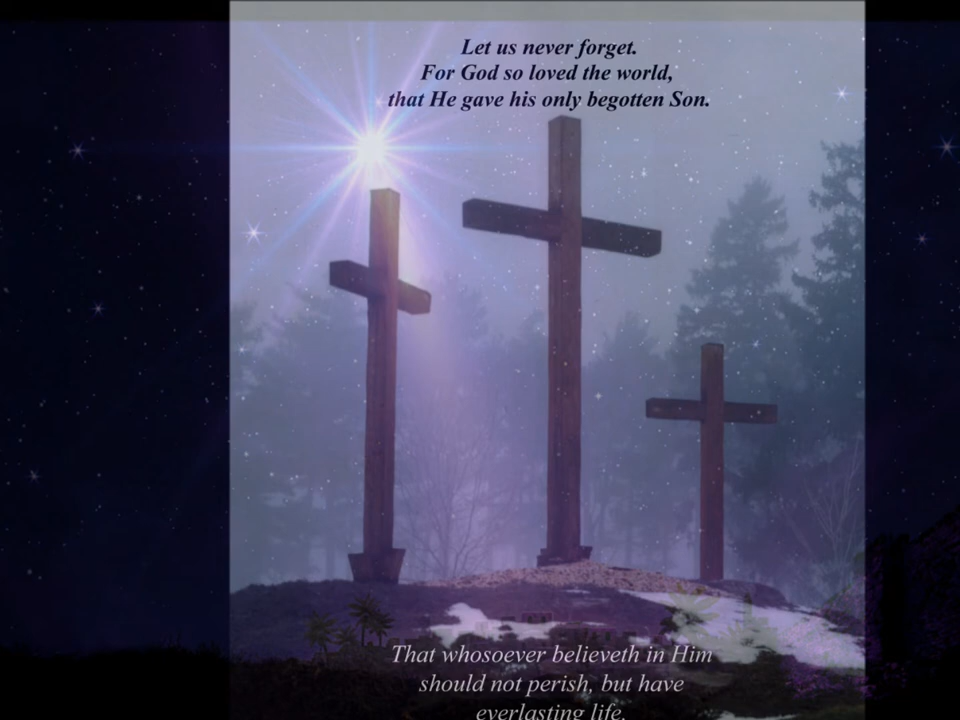 Let us never forget.
For God so loved the world,
that He gave his only begotten Son.
That whosoever believeth in Him
should not perish, but have
everlasting life.